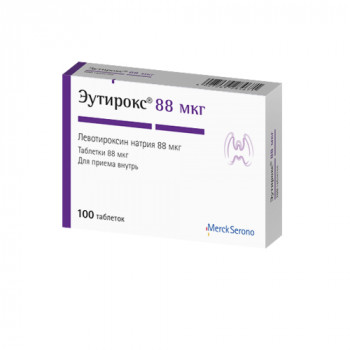 Эутирокс® 88 мкг
Левотироксин натрия 88 мкг
Таблетки 88 мкг
Для приема внутрь
100 таблеток
MerckSerono